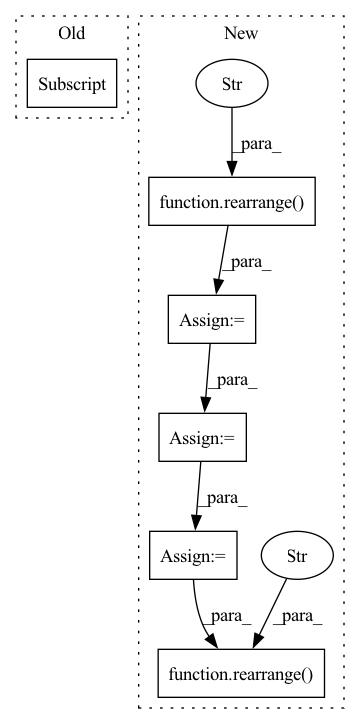 Old
New
Subscript
Str
_para_
function.rearrange()
_para_
Assign:=
_para_
Assign:=
_para_
Assign:=
Str
_para_
_para_
function.rearrange()